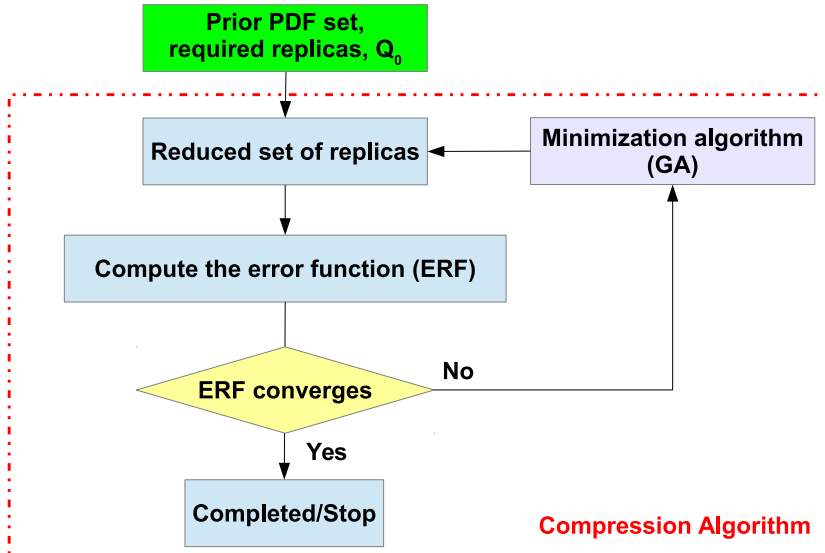 Prior PDF set,
required replicas, Q₀
Reduced set of replicas
Minimization algorithm
(GA)
Compute the error function (ERF)
ERF converges
No
Yes
Completed/Stop
Compression Algorithm